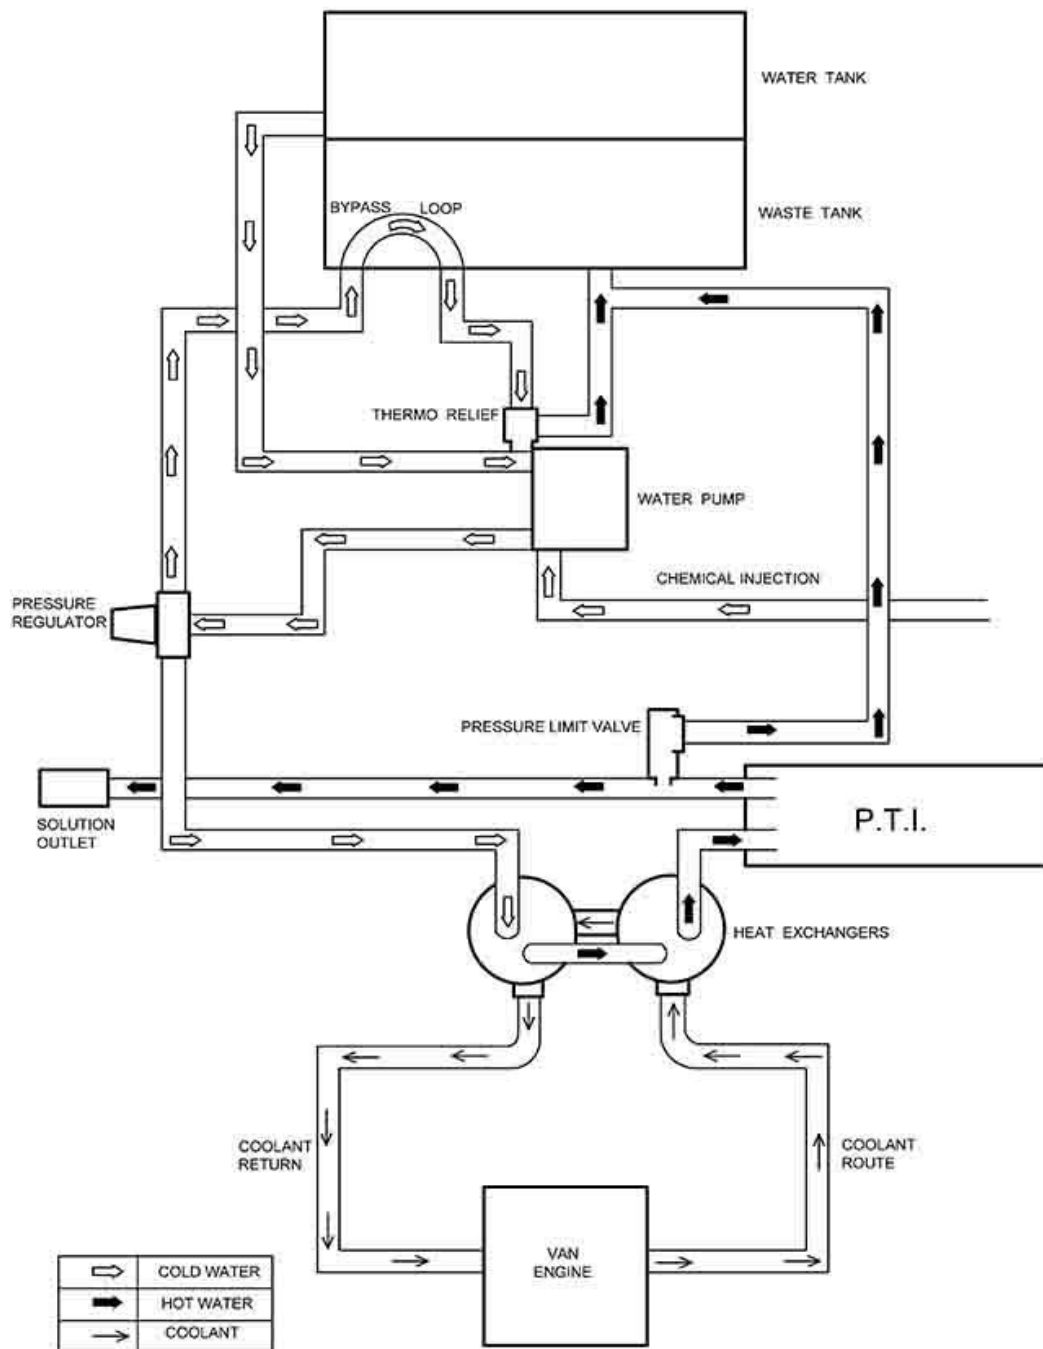 WATER TANK
WASTE TANK
BYPASS LOOP
THERMO RELIEF
WATER PUMP
CHEMICAL INJECTION
PRESSURE
REGULATOR
PRESSURE LIMIT VALVE
P.T.I.
SOLUTION
OUTLET
HEAT EXCHANGERS
COOLANT
RETURN
COOLANT
ROUTE
VAN
ENGINE
COLD WATER
HOT WATER
COOLANT